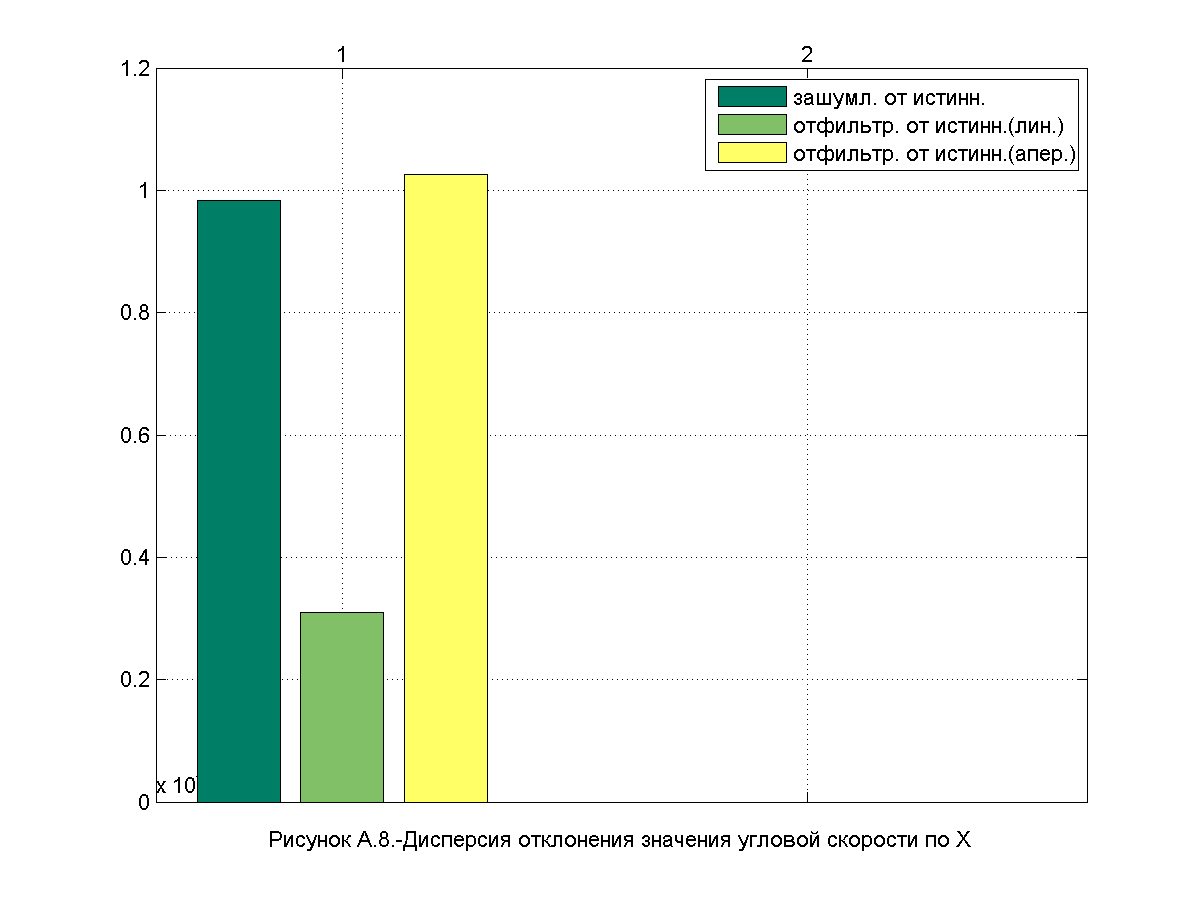 1 2
1.2
зашумл. от истинн.
отфильтр. от истинн.(лин.)
отфильтр. от истинн.(апер.)
1
0.8
0.6
0.4
0.2
x 10
0
Рисунок А.8.-Дисперсия отклонения значения угловой скорости по X